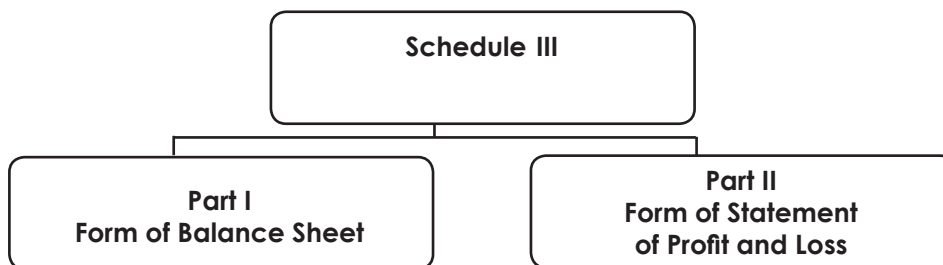 Schedule III
Part I
Form of Balance Sheet
Part II
Form of Statement
of Profit and Loss